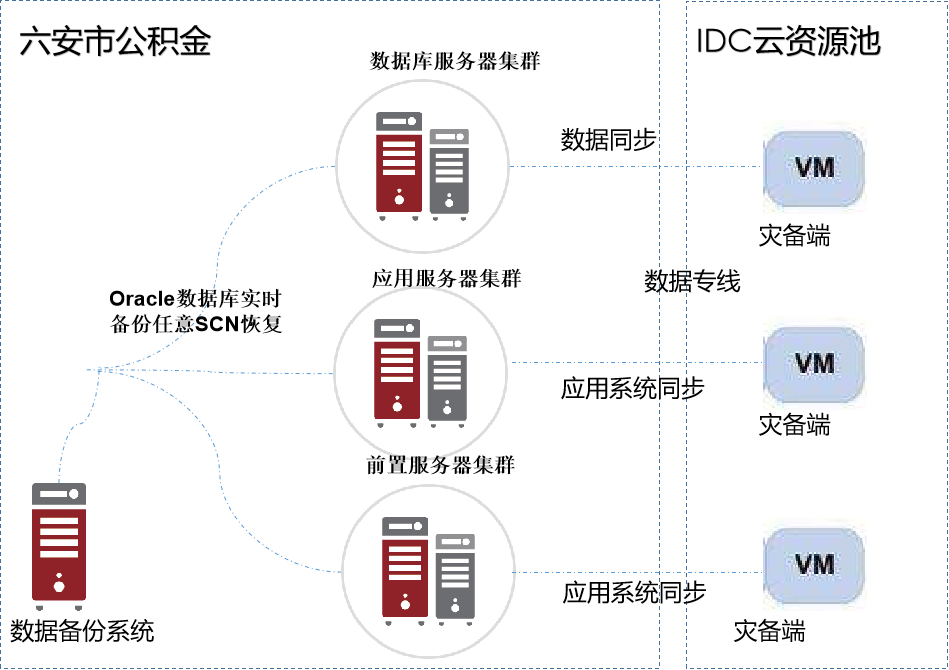 六安市公积金
IDC云资源池
数据库服务器集群
数据同步
VM
灾备端
应用服务器集群
数据专线
Oracle数据库实时
备份任意SCN恢复
VM
应用系统同步
灾备端
前置服务器集群
VM
应用系统同步
数据备份系统
灾备端